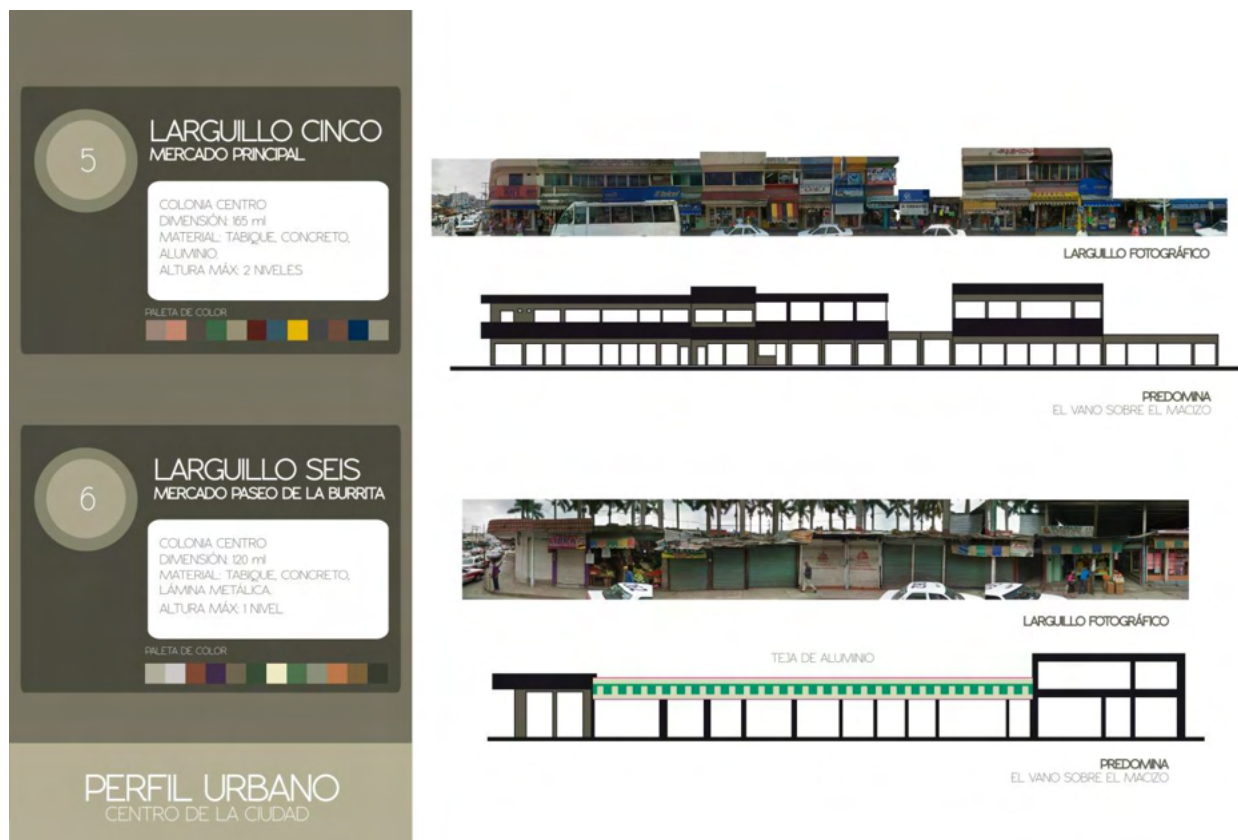 5
LARGUILLO CINCO
MERCADO PRINCIPAL
COLONIA CENTRO
DIMENSIÓN: 165 ml
MATERIAL: TABIQUE, CONCRETO,
ALUMINIO.
ALTURA MÁX: 2 NIVELES
PALETA DE COLOR
LARGUILLO FOTOGRÁFICO
PREDOMINA
EL VANO SOBRE EL MACIZO
6
LARGUILLO SEIS
MERCADO PASEO DE LA BURRITA
COLONIA CENTRO
DIMENSIÓN: 120 ml
MATERIAL: TABIQUE, CONCRETO,
LÁMINA METÁLICA.
ALTURA MÁX: 1 NIVEL
PALETA DE COLOR
LARGUILLO FOTOGRÁFICO
TEJA DE ALUMINIO
PREDOMINA
EL VANO SOBRE EL MACIZO
PERFIL URBANO
CENTRO DE LA CIUDAD